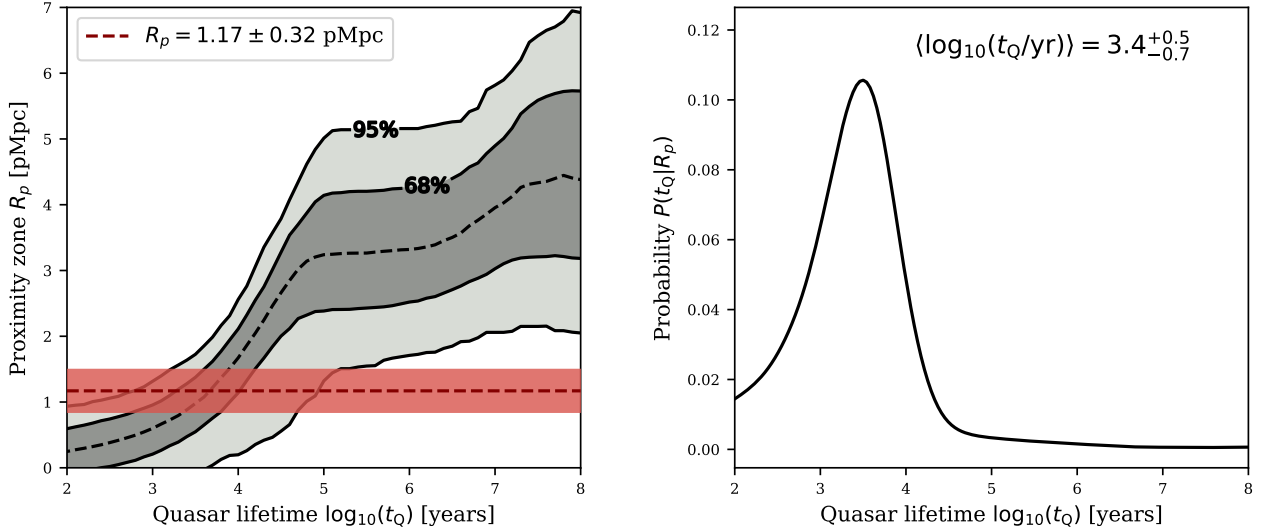 R_p = 1.17 ± 0.32 pMpc
95%
68%
7
6
5
4
3
2
1
0
2 3 4 5 6 7 8
Proximity zone R_p [pMpc]
Quasar lifetime log₁₀(t_Q) [years]
⟨log₁₀(t_Q/yr)⟩ = 3.4^{+0.5}_{−0.7}
0.12
0.10
0.08
0.06
0.04
0.02
0.00
2 3 4 5 6 7 8
Probability P(t_Q|R_p)
Quasar lifetime log₁₀(t_Q) [years]